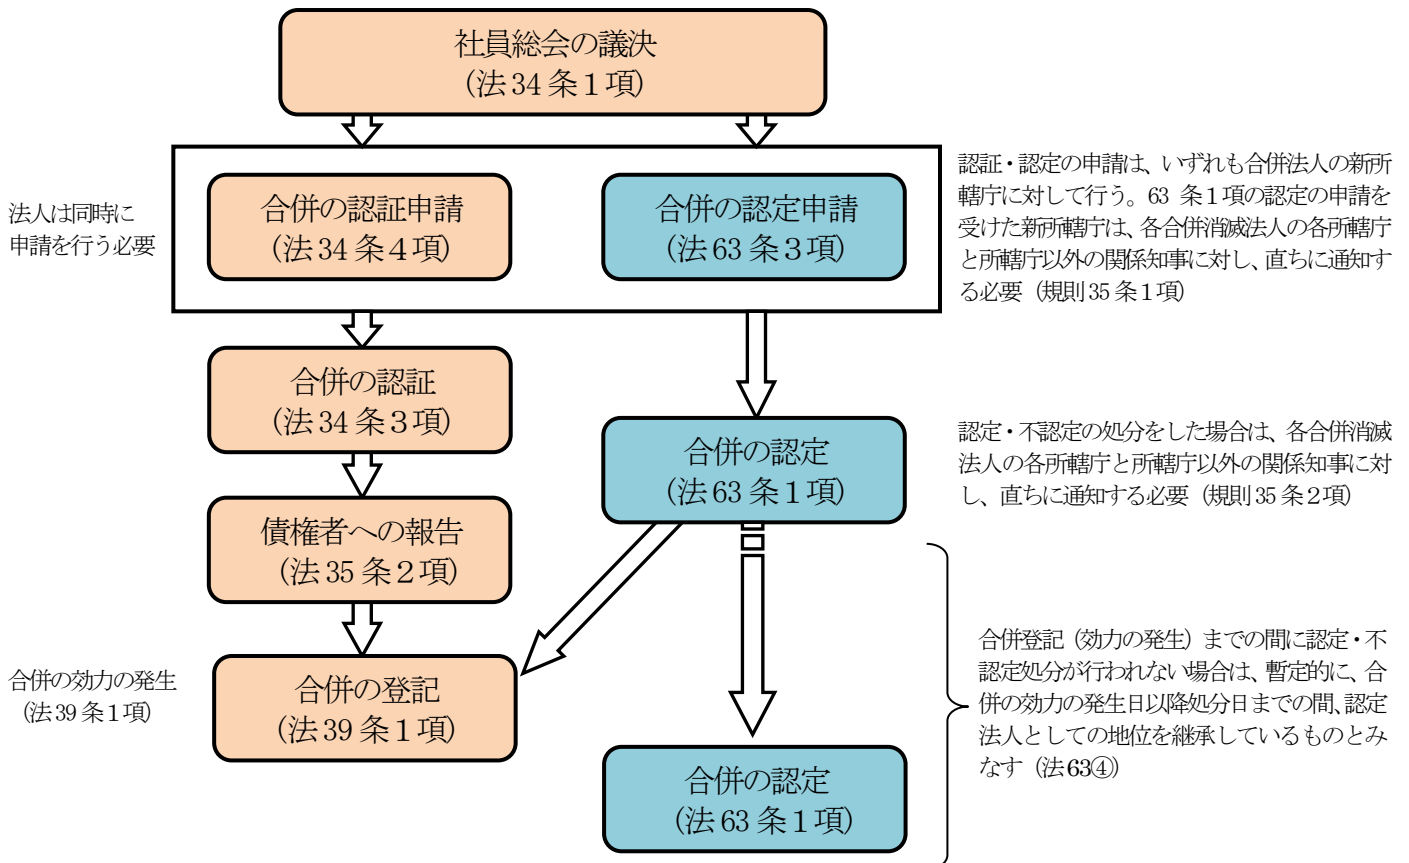 社員総会の議決
（法34条１項）
法人は同時に
申請を行う必要
合併の認証申請
（法34条４項）
合併の認定申請
（法63条３項）
認証・認定の申請は、いずれも合併法人の新所
轄庁に対して行う。63 条１項の認定の申請を
受けた新所轄庁は、各合併消滅法人の各所轄庁
と所轄庁以外の関係知事に対し、直ちに通知す
る必要（規則35条１項）
合併の認証
（法34条３項）
合併の認定
（法63条１項）
認定・不認定の処分をした場合は、各合併消滅
法人の各所轄庁と所轄庁以外の関係知事に対
し、直ちに通知する必要（規則35条２項）
債権者への報告
（法35条２項）
合併の効力の発生
（法39条１項）
合併の登記
（法39条１項）
合併登記（効力の発生）までの間に認定・不
認定処分が行われない場合は、暫定的に、合
併の効力の発生日以降処分日までの間、認定
法人としての地位を継承しているものとみ
なす（法63④）
合併の認定
（法63条１項）